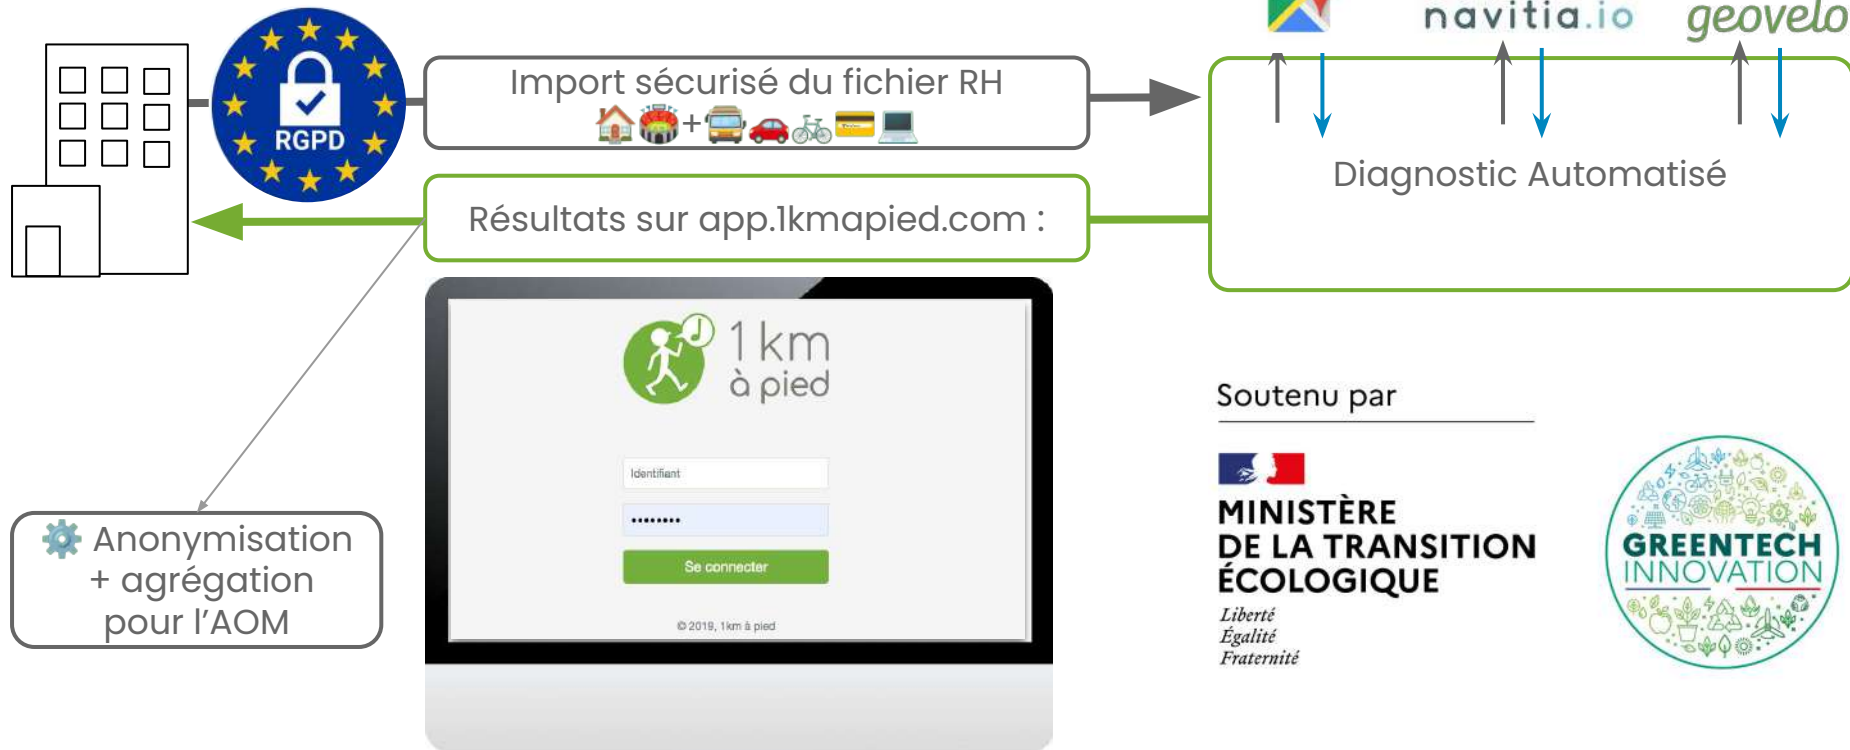 navitia.io
geovelo
RGPD
Import sécurisé du fichier RH
+
Diagnostic Automatisé
Résultats sur app.1kmapied.com :
1 km
à pied
Identifiant
••••••••
Se connecter
© 2019, 1km à pied
Anonymisation
+ agrégation
pour l’AOM
Soutenu par
MINISTÈRE
DE LA TRANSITION
ÉCOLOGIQUE
Liberté
Égalité
Fraternité
GREENTECH
INNOVATION